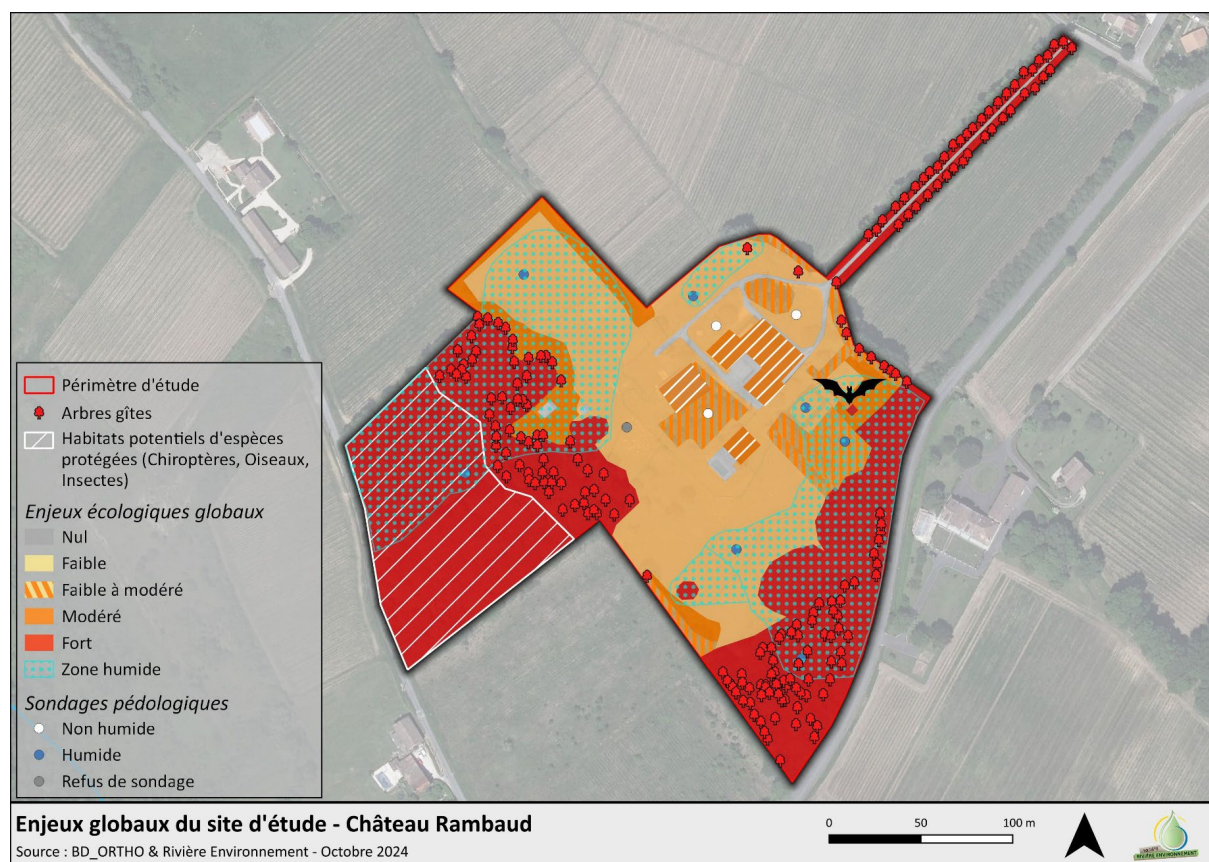 Périmètre d'étude
Arbres gîtes
Habitats potentiels d'espèces
protégées (Chiroptères, Oiseaux,
Insectes)
Enjeux écologiques globaux
Nul
Faible
Faible à modéré
Modéré
Fort
Zone humide
Sondages pédologiques
Non humide
Humide
Refus de sondage
Enjeux globaux du site d'étude - Château Rambaud
Source : BD_ORTHO & Rivière Environnement - Octobre 2024
0 50 100 m
RIVIÈRE ENVIRONNEMENT